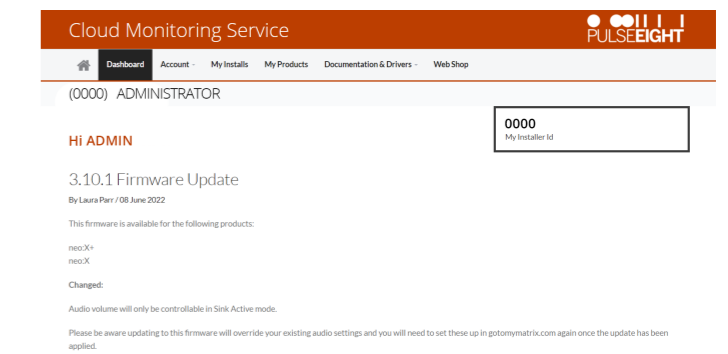 Cloud Monitoring Service
PULSEEIGHT
Dashboard Account My Installs My Products Documentation & Drivers Web Shop
(0000) ADMINISTRATOR
0000
My Installer Id
Hi ADMIN
3.10.1 Firmware Update
By Laura Parr / 08 June 2022
This firmware is available for the following products:
neo:X+
neo:X
Changed:
Audio volume will only be controllable in Sink Active mode.
Please be aware updating to this firmware will override your existing audio settings and you will need to set these up in gotomymatrix.com again once the update has been
applied.